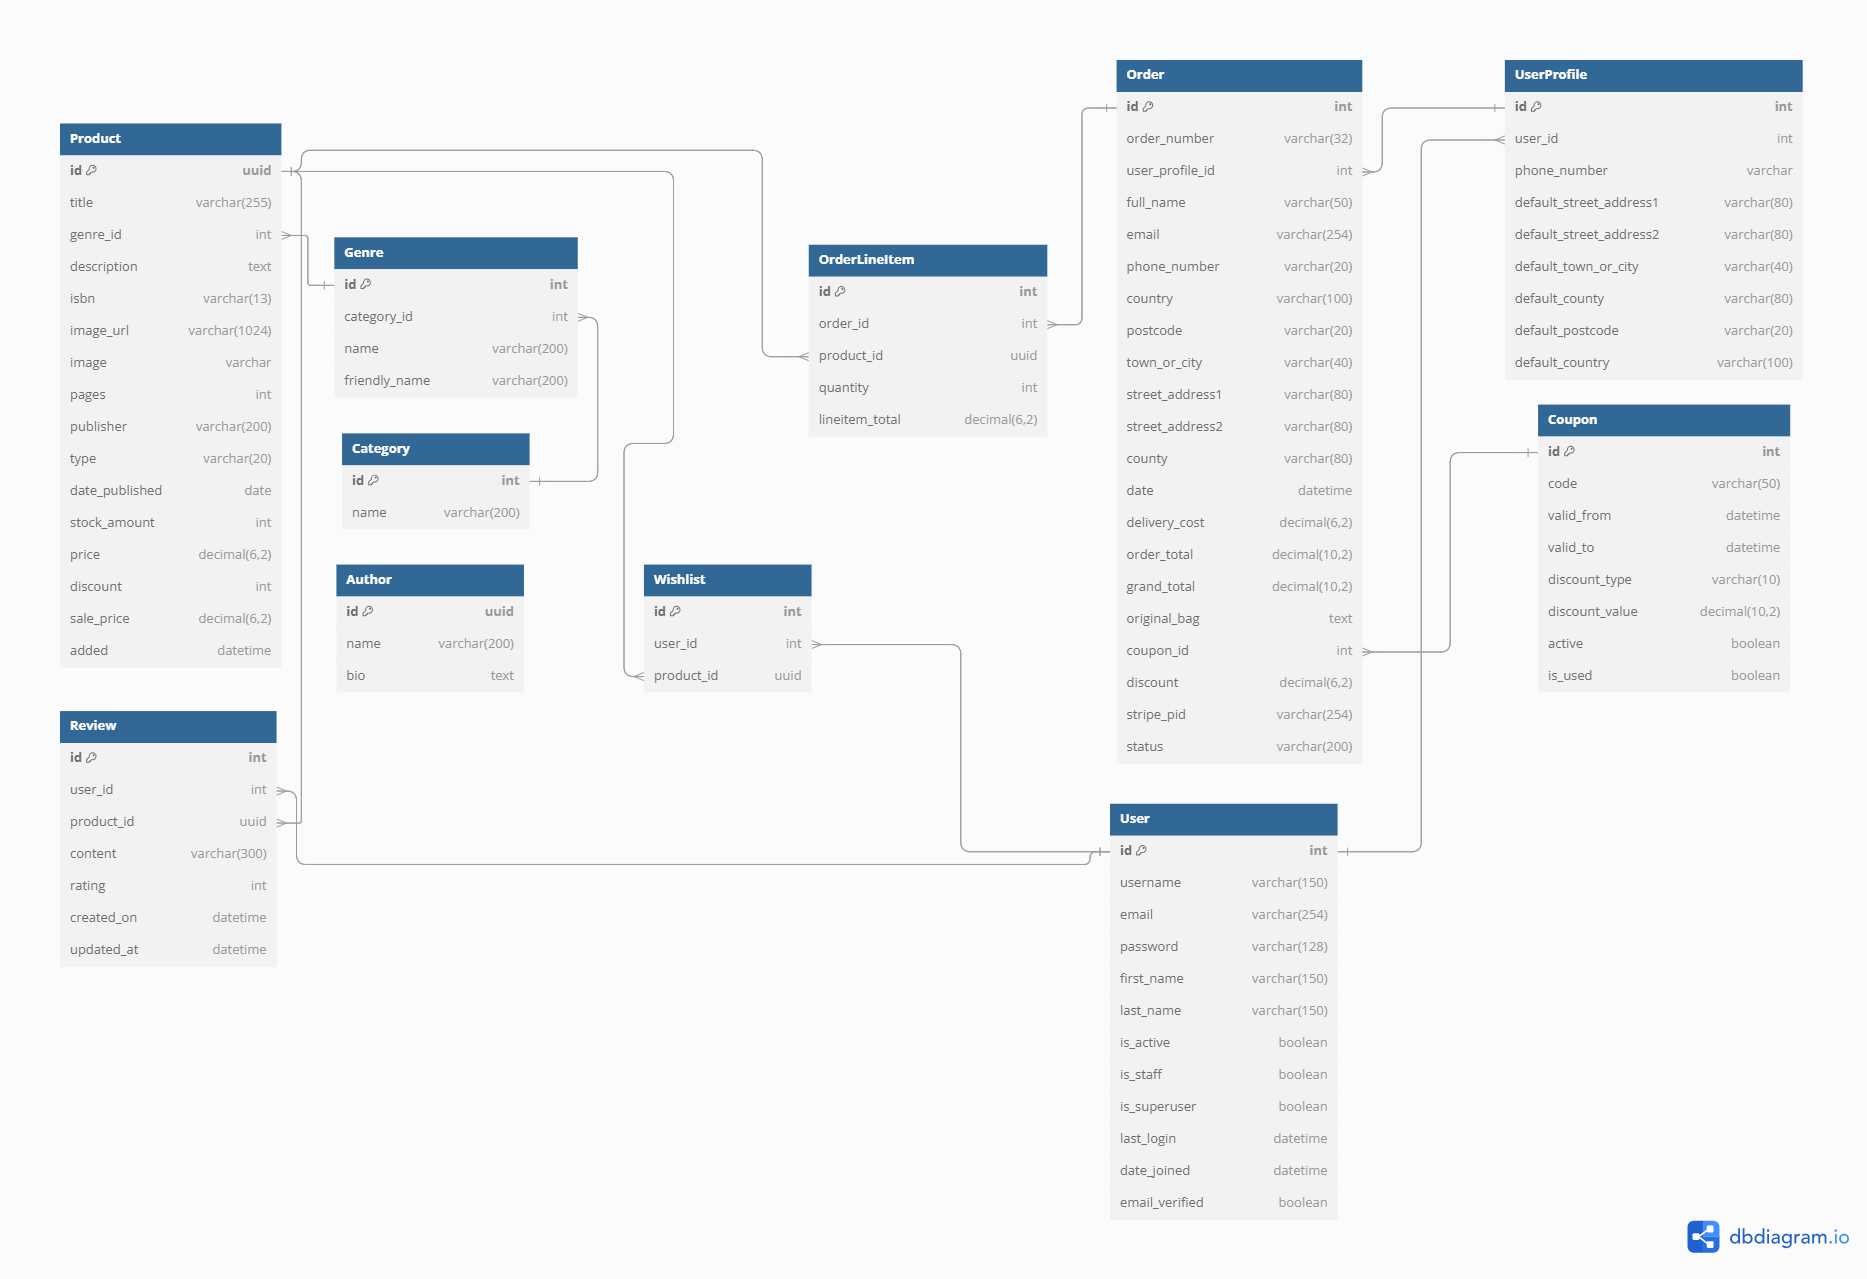 Product
id uuid
title varchar(255)
genre_id int
description text
isbn varchar(13)
image_url varchar(1024)
image varchar
pages int
publisher varchar(200)
type varchar(20)
date_published date
stock_amount int
price decimal(6,2)
discount int
sale_price decimal(6,2)
added datetime
Review
id int
user_id int
product_id uuid
content varchar(300)
rating int
created_on datetime
updated_at datetime
Genre
id int
category_id int
name varchar(200)
friendly_name varchar(200)
Category
id int
name varchar(200)
Author
id uuid
name varchar(200)
bio text
Wishlist
id int
user_id int
product_id uuid
OrderLineItem
id int
order_id int
product_id uuid
quantity int
lineitem_total decimal(6,2)
Order
id int
order_number varchar(32)
user_profile_id int
full_name varchar(50)
email varchar(254)
phone_number varchar(20)
country varchar(100)
postcode varchar(20)
town_or_city varchar(40)
street_address1 varchar(80)
street_address2 varchar(80)
county varchar(80)
date datetime
delivery_cost decimal(6,2)
order_total decimal(10,2)
grand_total decimal(10,2)
original_bag text
coupon_id int
discount decimal(6,2)
stripe_pid varchar(254)
status varchar(200)
User
id int
username varchar(150)
email varchar(254)
password varchar(128)
first_name varchar(150)
last_name varchar(150)
is_active boolean
is_staff boolean
is_superuser boolean
last_login datetime
date_joined datetime
email_verified boolean
UserProfile
id int
user_id int
phone_number varchar
default_street_address1 varchar(80)
default_street_address2 varchar(80)
default_town_or_city varchar(40)
default_county varchar(80)
default_postcode varchar(20)
default_country varchar(100)
Coupon
id int
code varchar(50)
valid_from datetime
valid_to datetime
discount_type varchar(10)
discount_value decimal(10,2)
active boolean
is_used boolean
dbdiagram.io